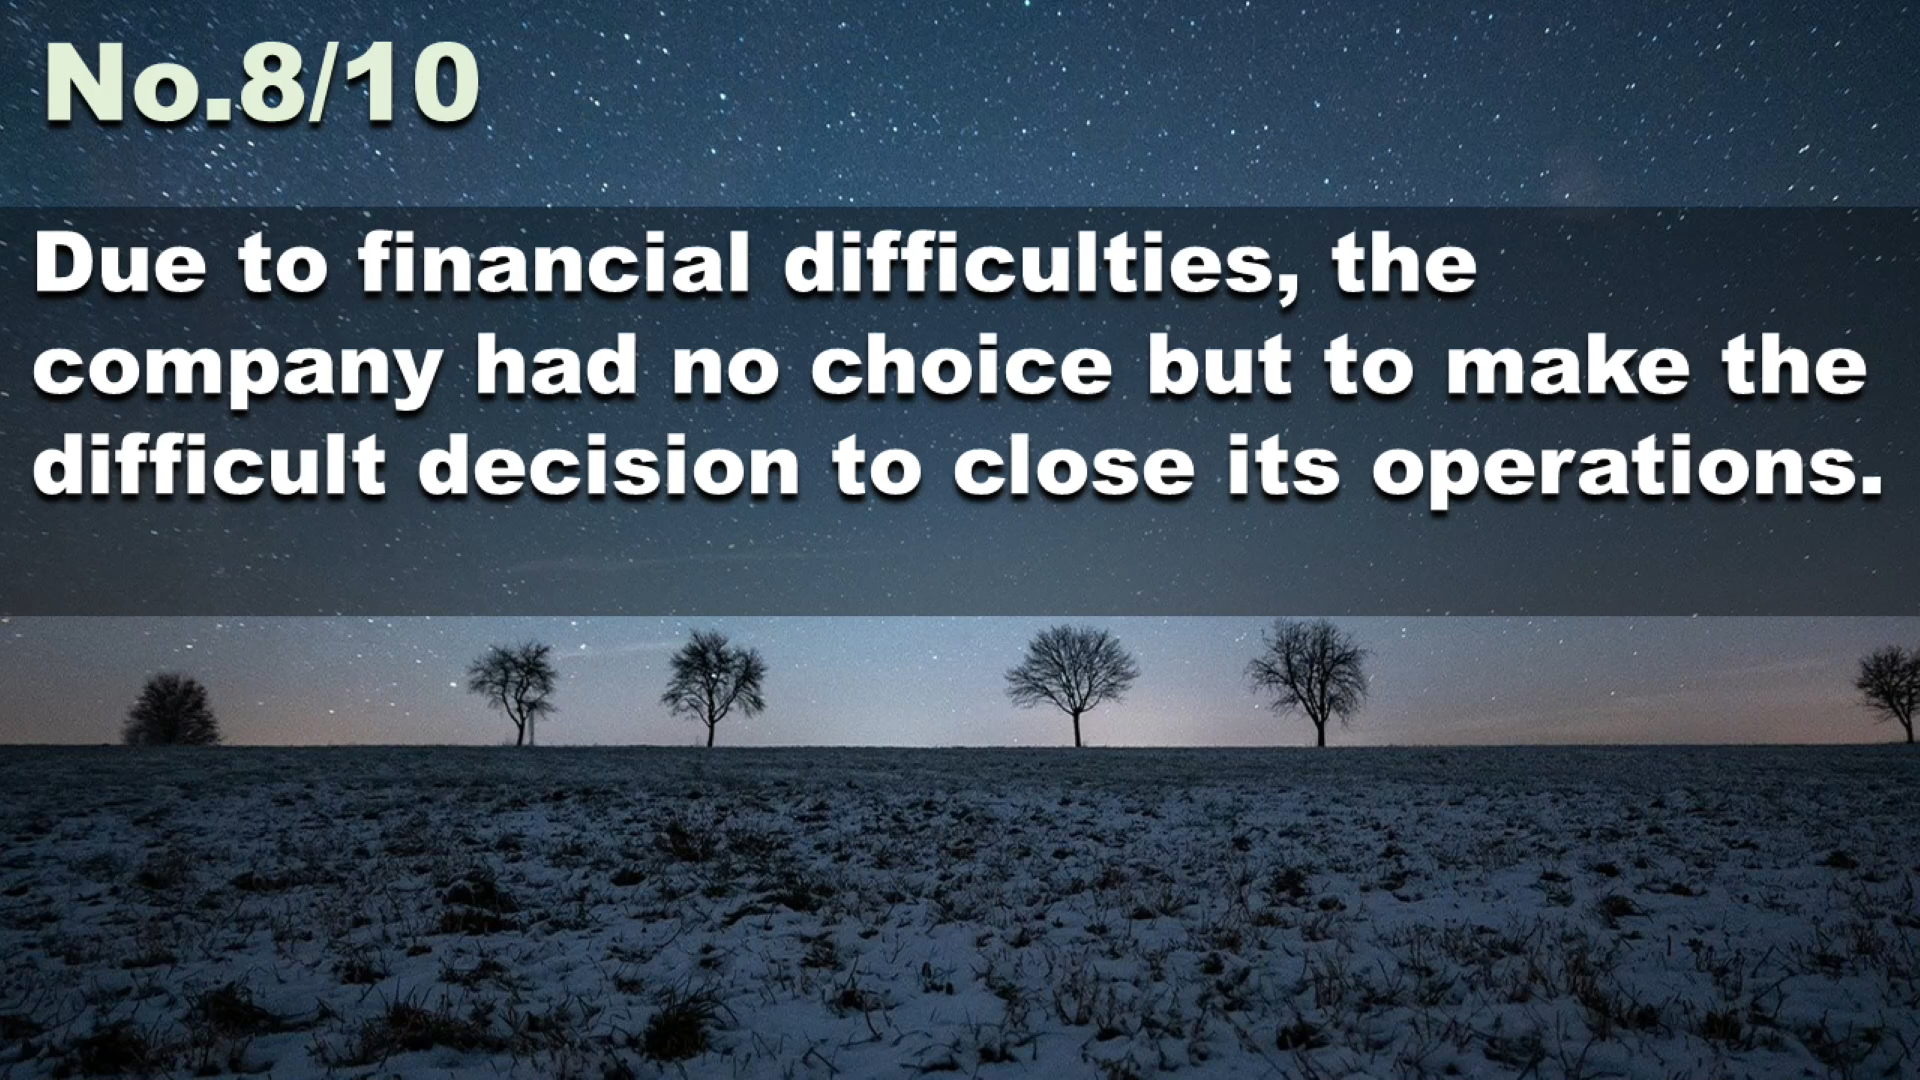 No.8/10
Due to financial difficulties, the
company had no choice but to make the
difficult decision to close its operations.